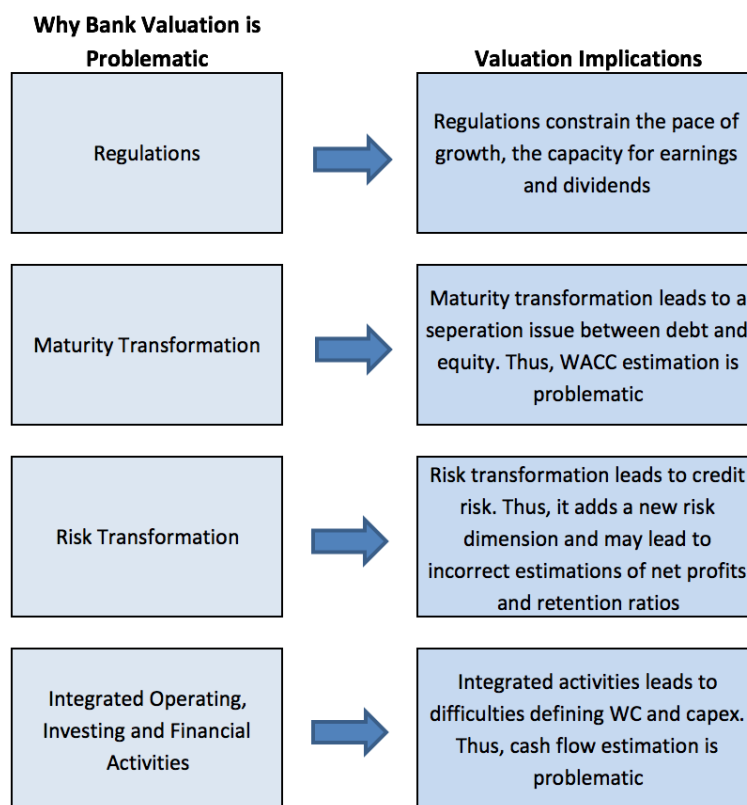 Why Bank Valuation is
Problematic
Valuation Implications
Regulations
Regulations constrain the pace of
growth, the capacity for earnings
and dividends
Maturity Transformation
Maturity transformation leads to a
seperation issue between debt and
equity. Thus, WACC estimation is
problematic
Risk Transformation
Risk transformation leads to credit
risk. Thus, it adds a new risk
dimension and may lead to
incorrect estimations of net profits
and retention ratios
Integrated Operating,
Investing and Financial
Activities
Integrated activities leads to
difficulties defining WC and capex.
Thus, cash flow estimation is
problematic